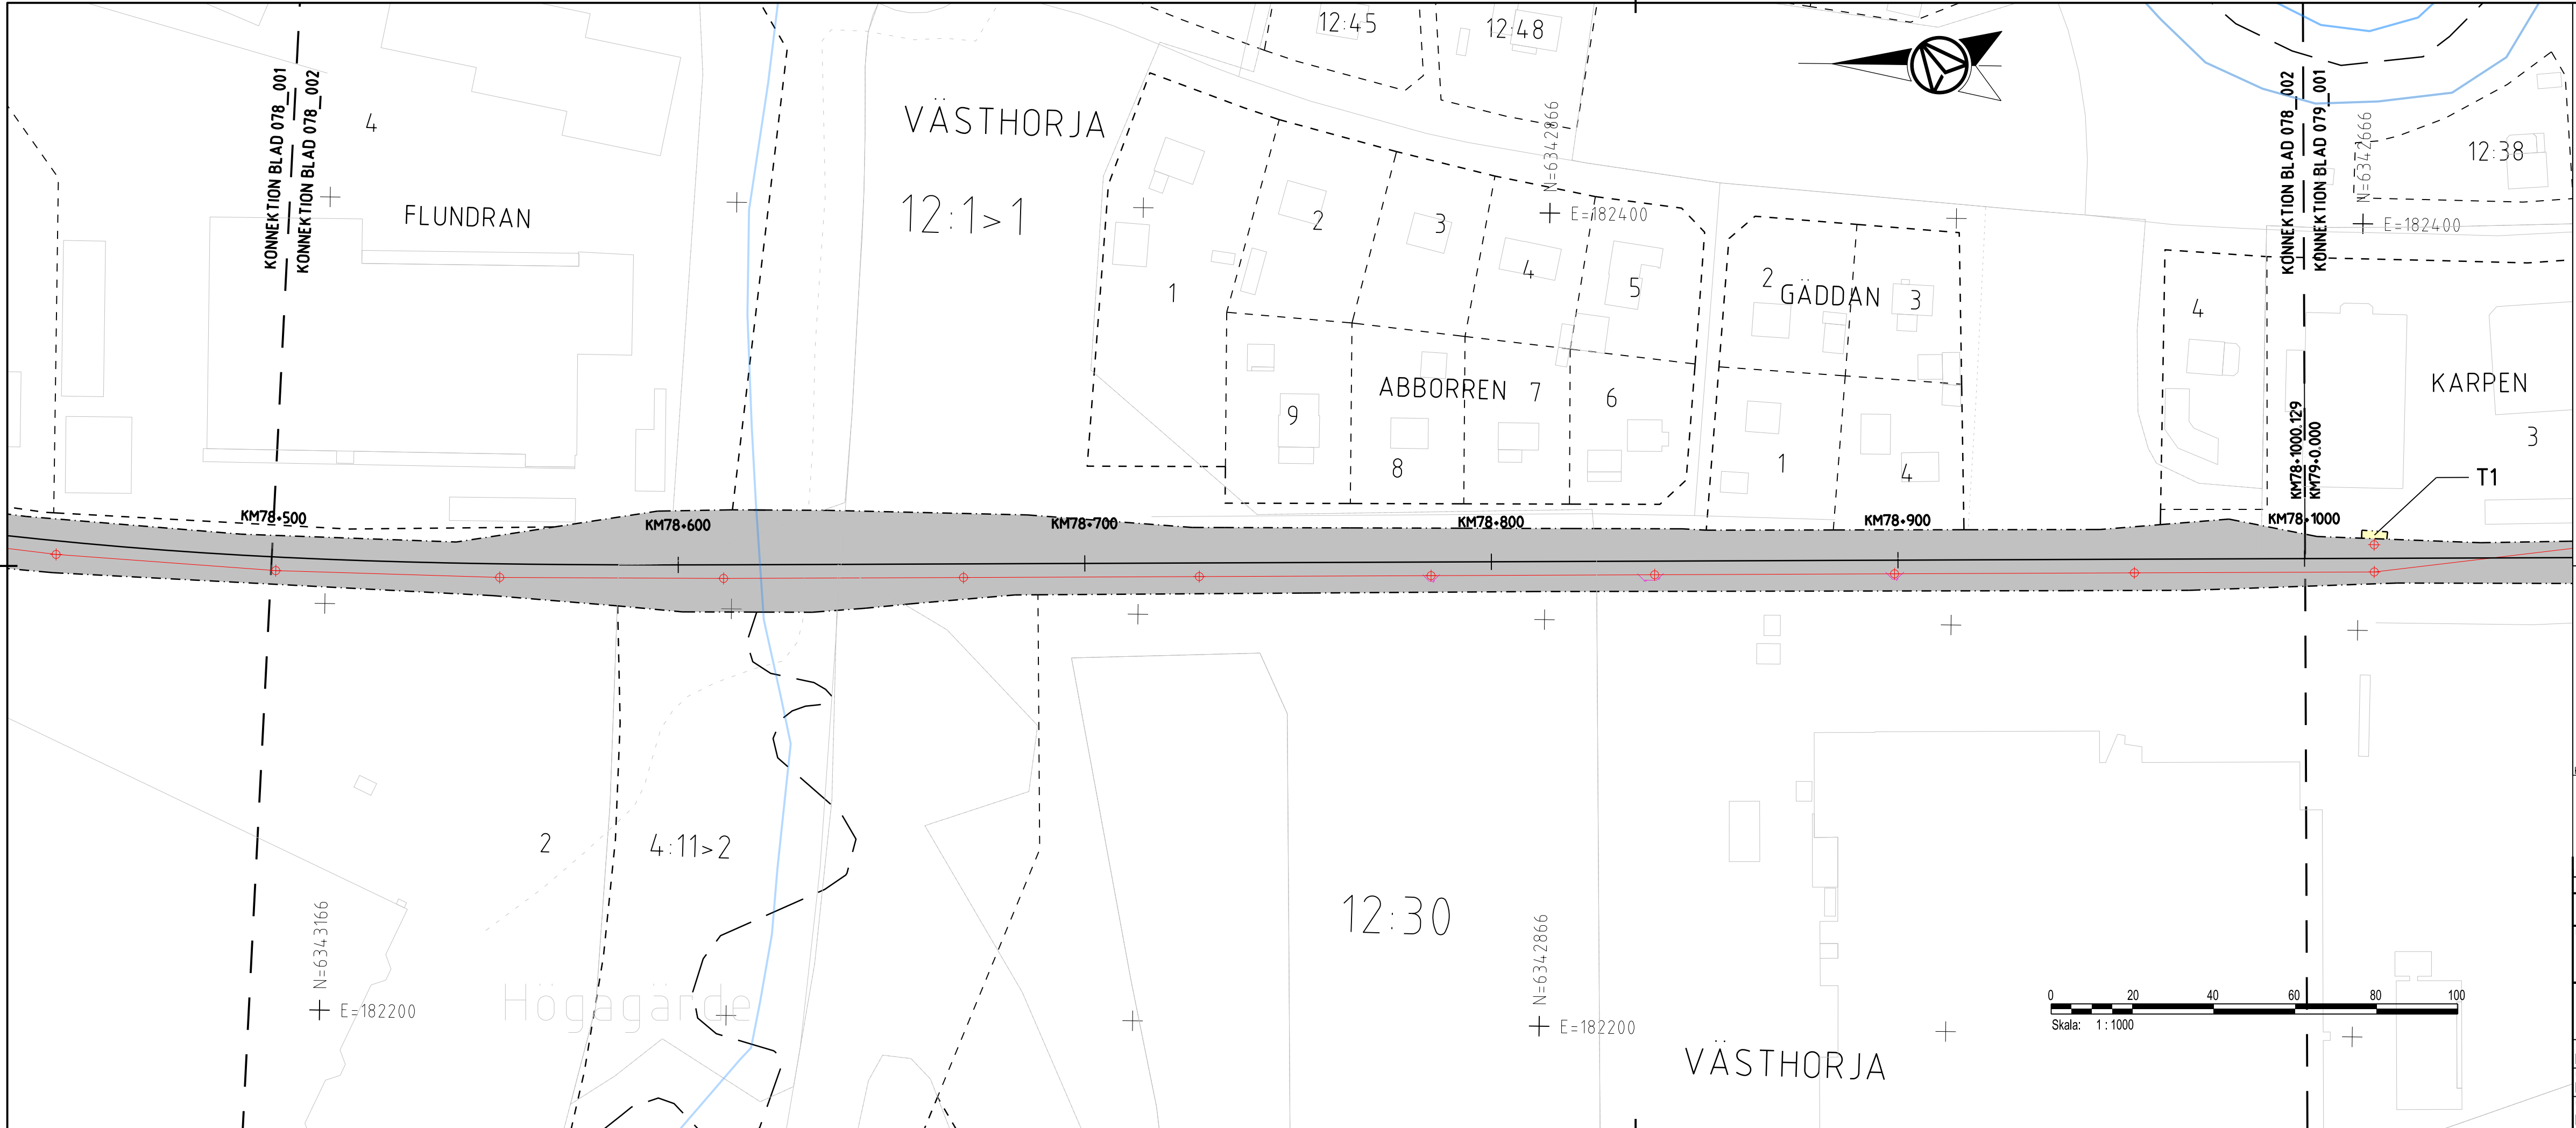 12:45
12:48
KONNEKTION BLAD 078_001
KONNEKTION BLAD 078_002
4
VÄSTHORJA
12:1>1
FLUNDRAN
N=6342866
E=182400
KONNEKTION BLAD 078_002
KONNEKTION BLAD 079_001
N=6342666
E=182400
12:38
1
2
3
4
5
2
GÄDDAN
3
4
KARPEN
3
ABBORREN
7
6
9
8
1
4
KM78+1000.129
KM79+0.000
T1
KM78+500
KM78+600
KM78+700
KM78+800
KM78+900
KM78+1000
2
4:11>2
12:30
N=6343166
E=182200
Högagärde
N=6342866
E=182200
VÄSTHORJA
0 20 40 60 80 100
Skala: 1:1000